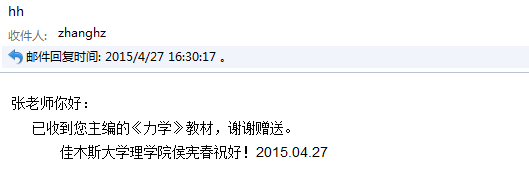 hh
收件人: zhanghz
邮件回复时间: 2015/4/27 16:30:17 。
张老师你好：
已收到您主编的《力学》教材，谢谢赠送。
佳木斯大学理学院侯宪春祝好！2015.04.27